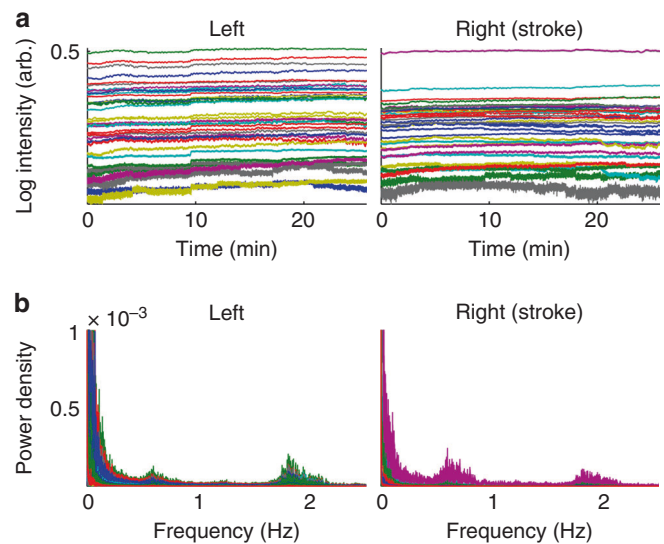 a
Left
Right (stroke)
0.5
Log intensity (arb.)
0 10 20
0 10 20
Time (min)
Time (min)
b
Left
Right (stroke)
1 × 10⁻³
0.5
Power density
0 1 2
0 1 2
Frequency (Hz)
Frequency (Hz)